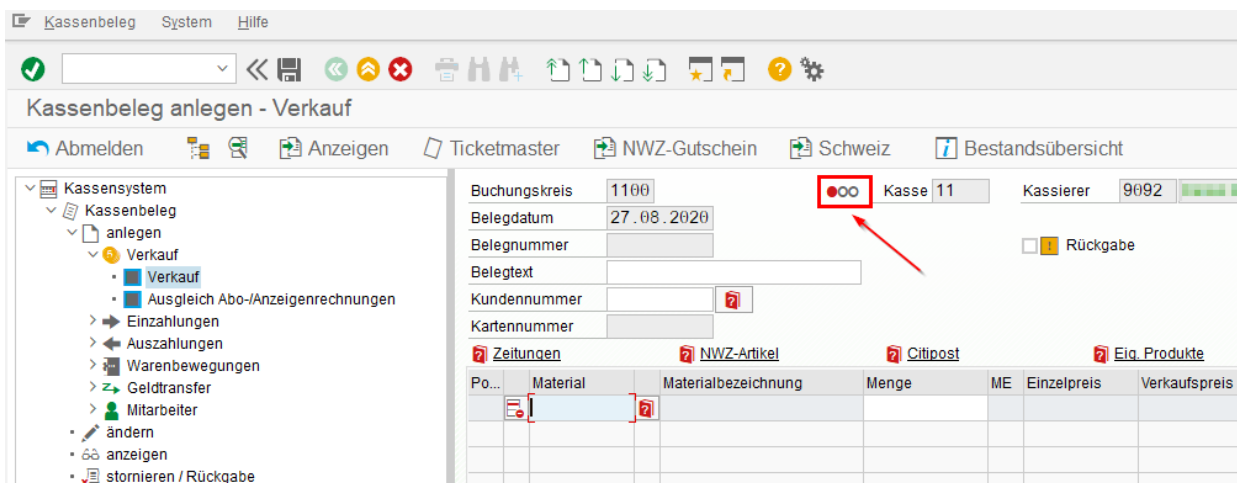 Kassenbeleg System Hilfe
Kassenbeleg anlegen - Verkauf
Abmelden Anzeigen Ticketmaster NWZ-Gutschein Schweiz Bestandsübersicht
Kassensystem
Kassenbeleg
anlegen
Verkauf
Verkauf
Ausgleich Abo-/Anzeigenrechnungen
Einzahlungen
Auszahlungen
Warenbewegungen
Geldtransfer
Mitarbeiter
ändern
anzeigen
stornieren / Rückgabe
Buchungskreis 1100 Kasse 11 Kassierer 9092
Belegdatum 27.08.2020
Belegnummer Rückgabe
Belegtext
Kundennummer
Kartennummer
Zeitungen NWZ-Artikel Citipost Eig. Produkte
Po... Material Materialbezeichnung Menge ME Einzelpreis Verkaufspreis